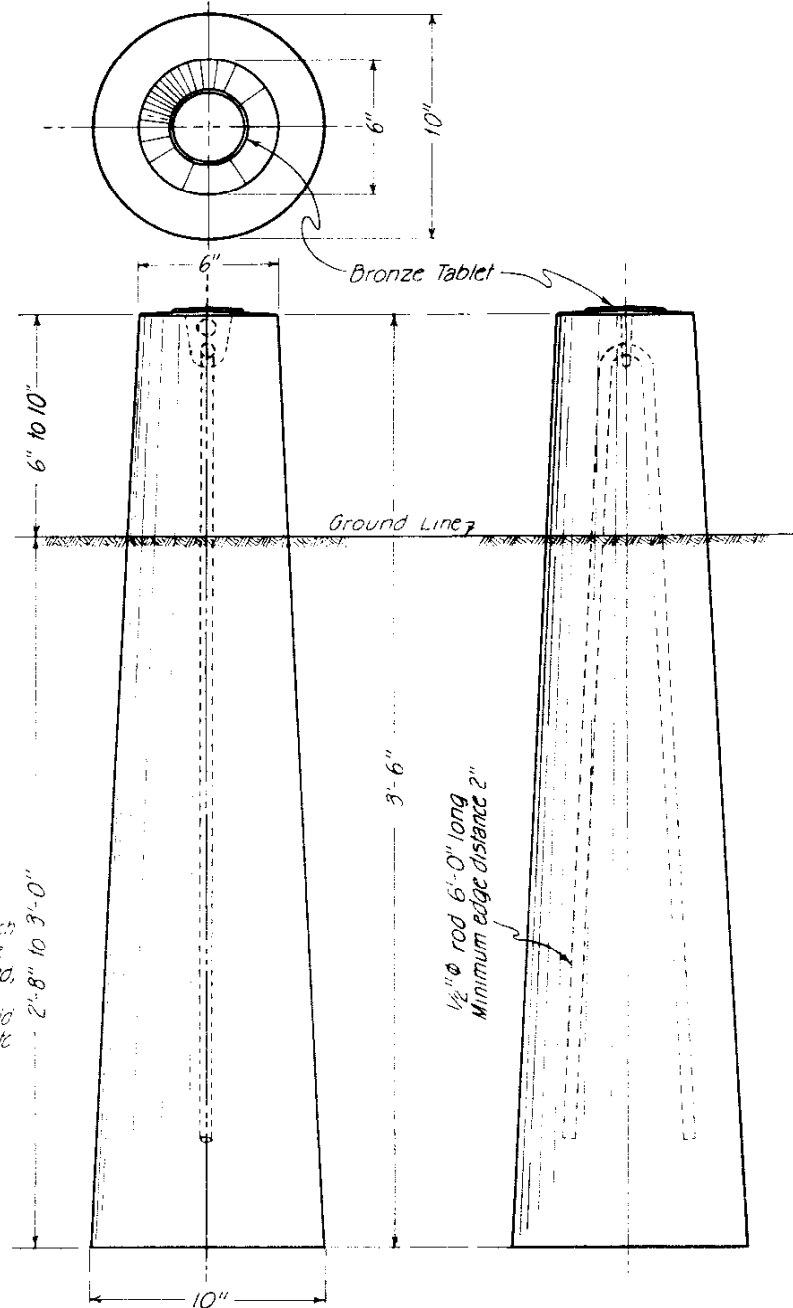 10"
6"
6"
Bronze Tablet
6" to 10"
Ground Line
3'-6"
½"Φ rod 6'-0" long
Minimum edge distance 2"
2'-8" to 3'-0"
10"